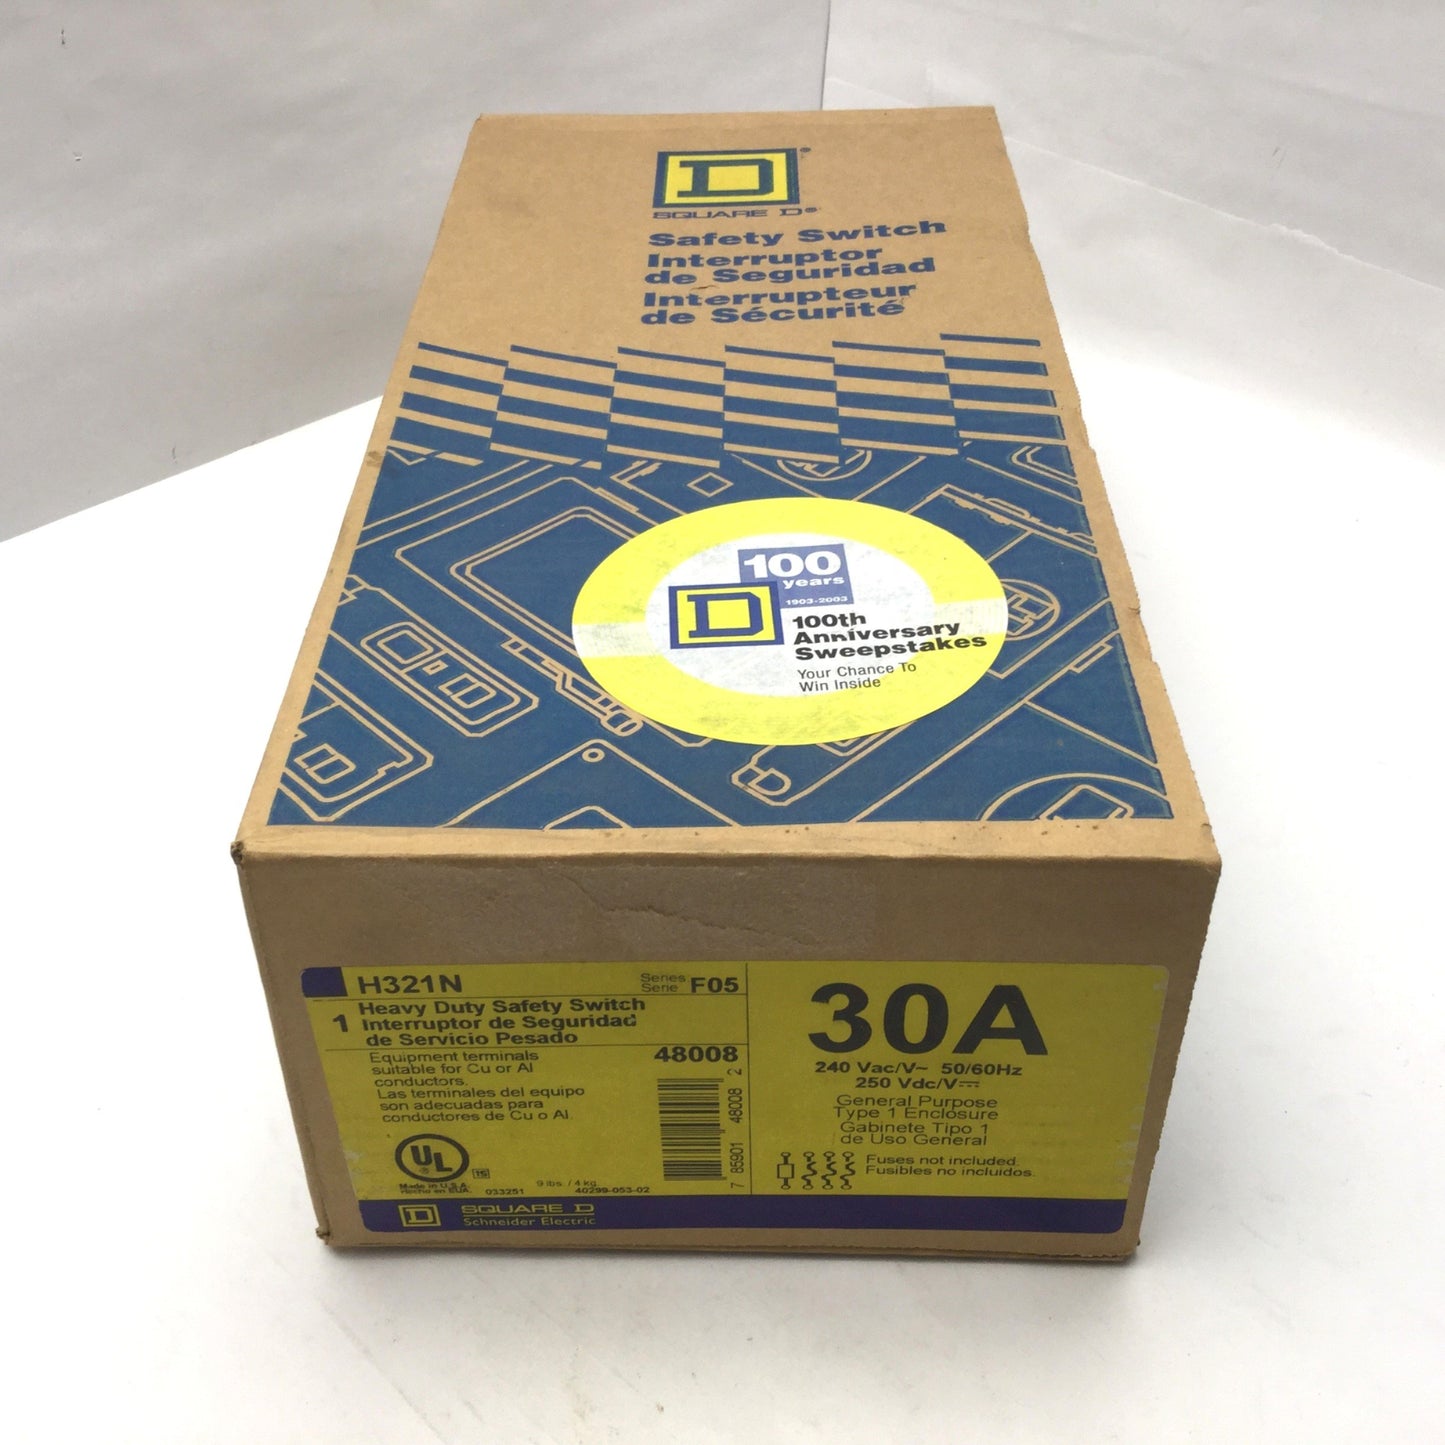 D®
SQUARE D®
Safety Switch
Interruptor
de Seguridad
Interrupteur
de Sécurité
100
years
1903-2003
D
100th
Anniversary
Sweepstakes
Your Chance To
Win Inside
H321N
Series
Serie F05
1
Heavy Duty Safety Switch
Interruptor de Seguridad
de Servicio Pesado
Equipment terminals
suitable for Cu or Al
conductors.
Las terminales del equipo
son adecuadas para
conductores de Cu o Al.
48008
7 85901 48008 2
UL ®
Made in U.S.A.
Hecho en EUA.
033251
9 lbs. / 4 kg.
40299-053-02
30A
240 Vac/V~ 50/60Hz
250 Vdc/V⎓
General Purpose
Type 1 Enclosure
Gabinete Tipo 1
de Uso General
Fuses not included.
Fusibles no incluidos.
D
SQUARE D
Schneider Electric